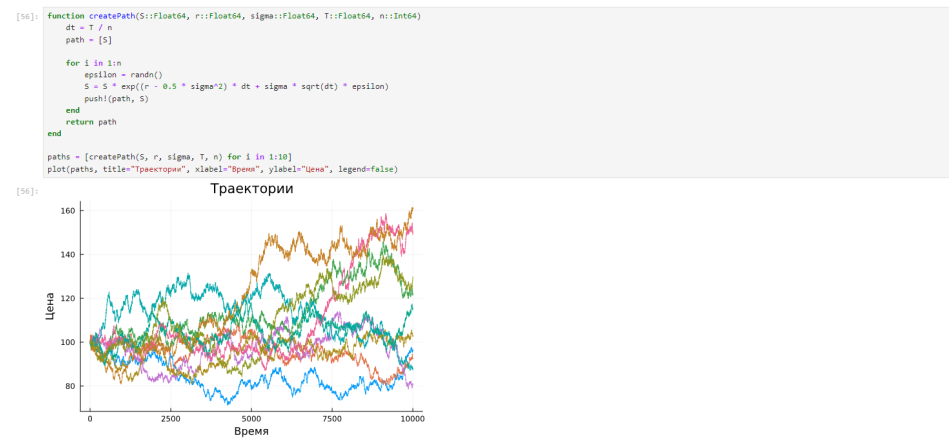 [56]: function createPath(S::Float64, r::Float64, sigma::Float64, T::Float64, n::Int64)
    dt = T / n
    path = [S]

    for i in 1:n
        epsilon = randn()
        S = S * exp((r - 0.5 * sigma^2) * dt + sigma * sqrt(dt) * epsilon)
        push!(path, S)
    end
    return path
end

paths = [createPath(S, r, sigma, T, n) for i in 1:10]
plot(paths, title="Траектории", xlabel="Время", ylabel="Цена", legend=false)
[56]:
Траектории
160
140
120
100
80
Цена
0 2500 5000 7500 10000
Время